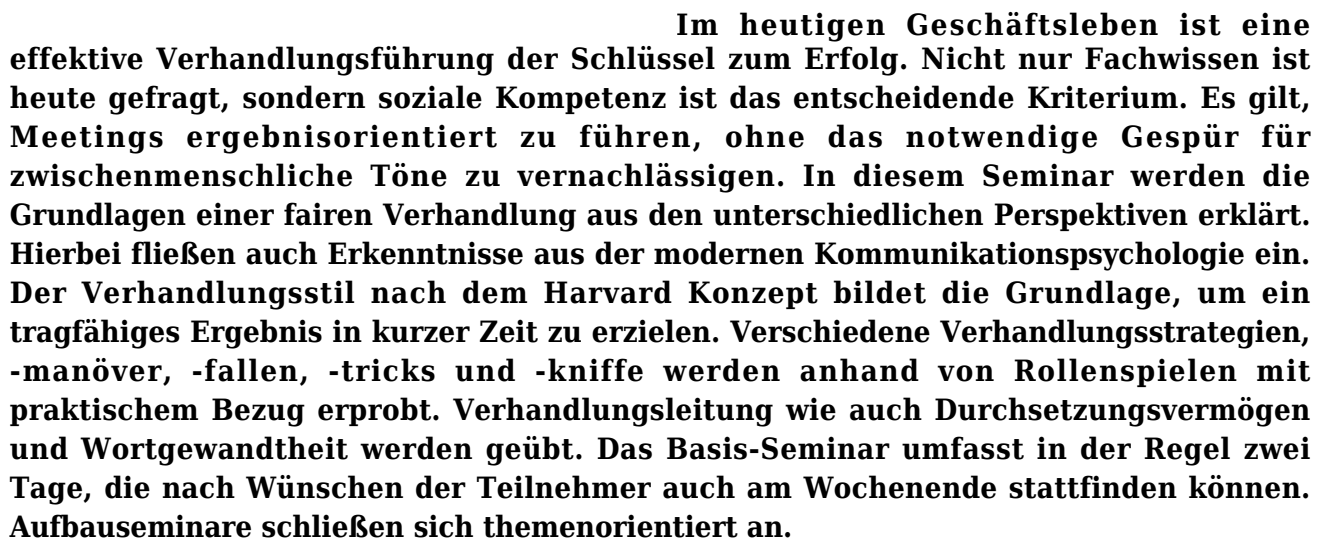 Im heutigen Geschäftsleben ist eine
effektive Verhandlungsführung der Schlüssel zum Erfolg. Nicht nur Fachwissen ist
heute gefragt, sondern soziale Kompetenz ist das entscheidende Kriterium. Es gilt,
Meetings ergebnisorientiert zu führen, ohne das notwendige Gespür für
zwischenmenschliche Töne zu vernachlässigen. In diesem Seminar werden die
Grundlagen einer fairen Verhandlung aus den unterschiedlichen Perspektiven erklärt.
Hierbei fließen auch Erkenntnisse aus der modernen Kommunikationspsychologie ein.
Der Verhandlungsstil nach dem Harvard Konzept bildet die Grundlage, um ein
tragfähiges Ergebnis in kurzer Zeit zu erzielen. Verschiedene Verhandlungsstrategien,
-manöver, -fallen, -tricks und -kniffe werden anhand von Rollenspielen mit
praktischem Bezug erprobt. Verhandlungsleitung wie auch Durchsetzungsvermögen
und Wortgewandtheit werden geübt. Das Basis-Seminar umfasst in der Regel zwei
Tage, die nach Wünschen der Teilnehmer auch am Wochenende stattfinden können.
Aufbauseminare schließen sich themenorientiert an.